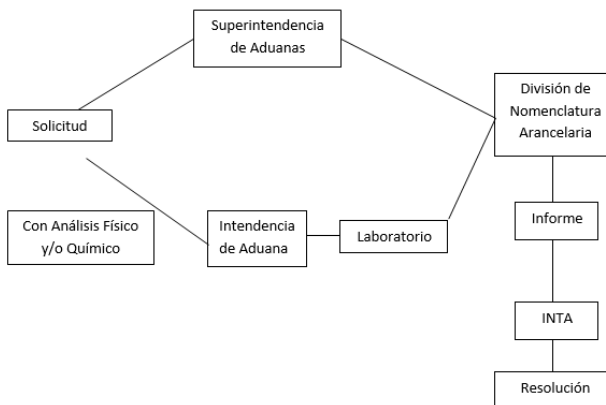 Superintendencia
de Aduanas
División de
Nomenclatura
Arancelaria
Solicitud
Con Análisis Físico
y/o Químico
Intendencia
de Aduana
Laboratorio
Informe
INTA
Resolución